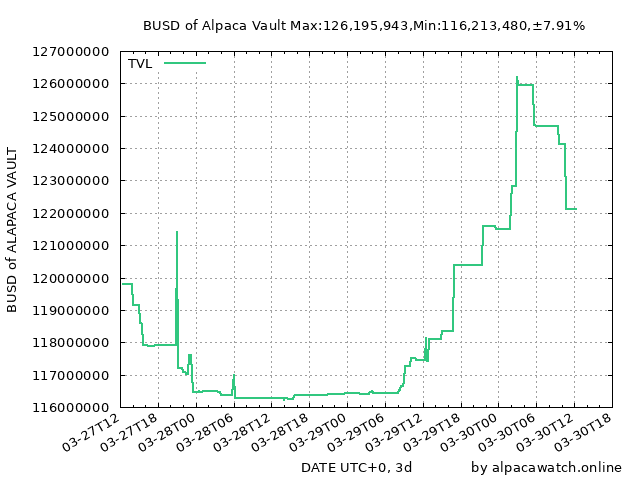 BUSD of Alpaca Vault Max:126,195,943,Min:116,213,480,±7.91%
TVL
127000000
126000000
125000000
124000000
123000000
122000000
121000000
120000000
119000000
118000000
117000000
116000000
BUSD of ALAPACA VAULT
03-27T12
03-27T18
03-28T00
03-28T06
03-28T12
03-28T18
03-29T00
03-29T06
03-29T12
03-29T18
03-30T00
03-30T06
03-30T12
03-30T18
DATE UTC+0, 3d
by alpacawatch.online